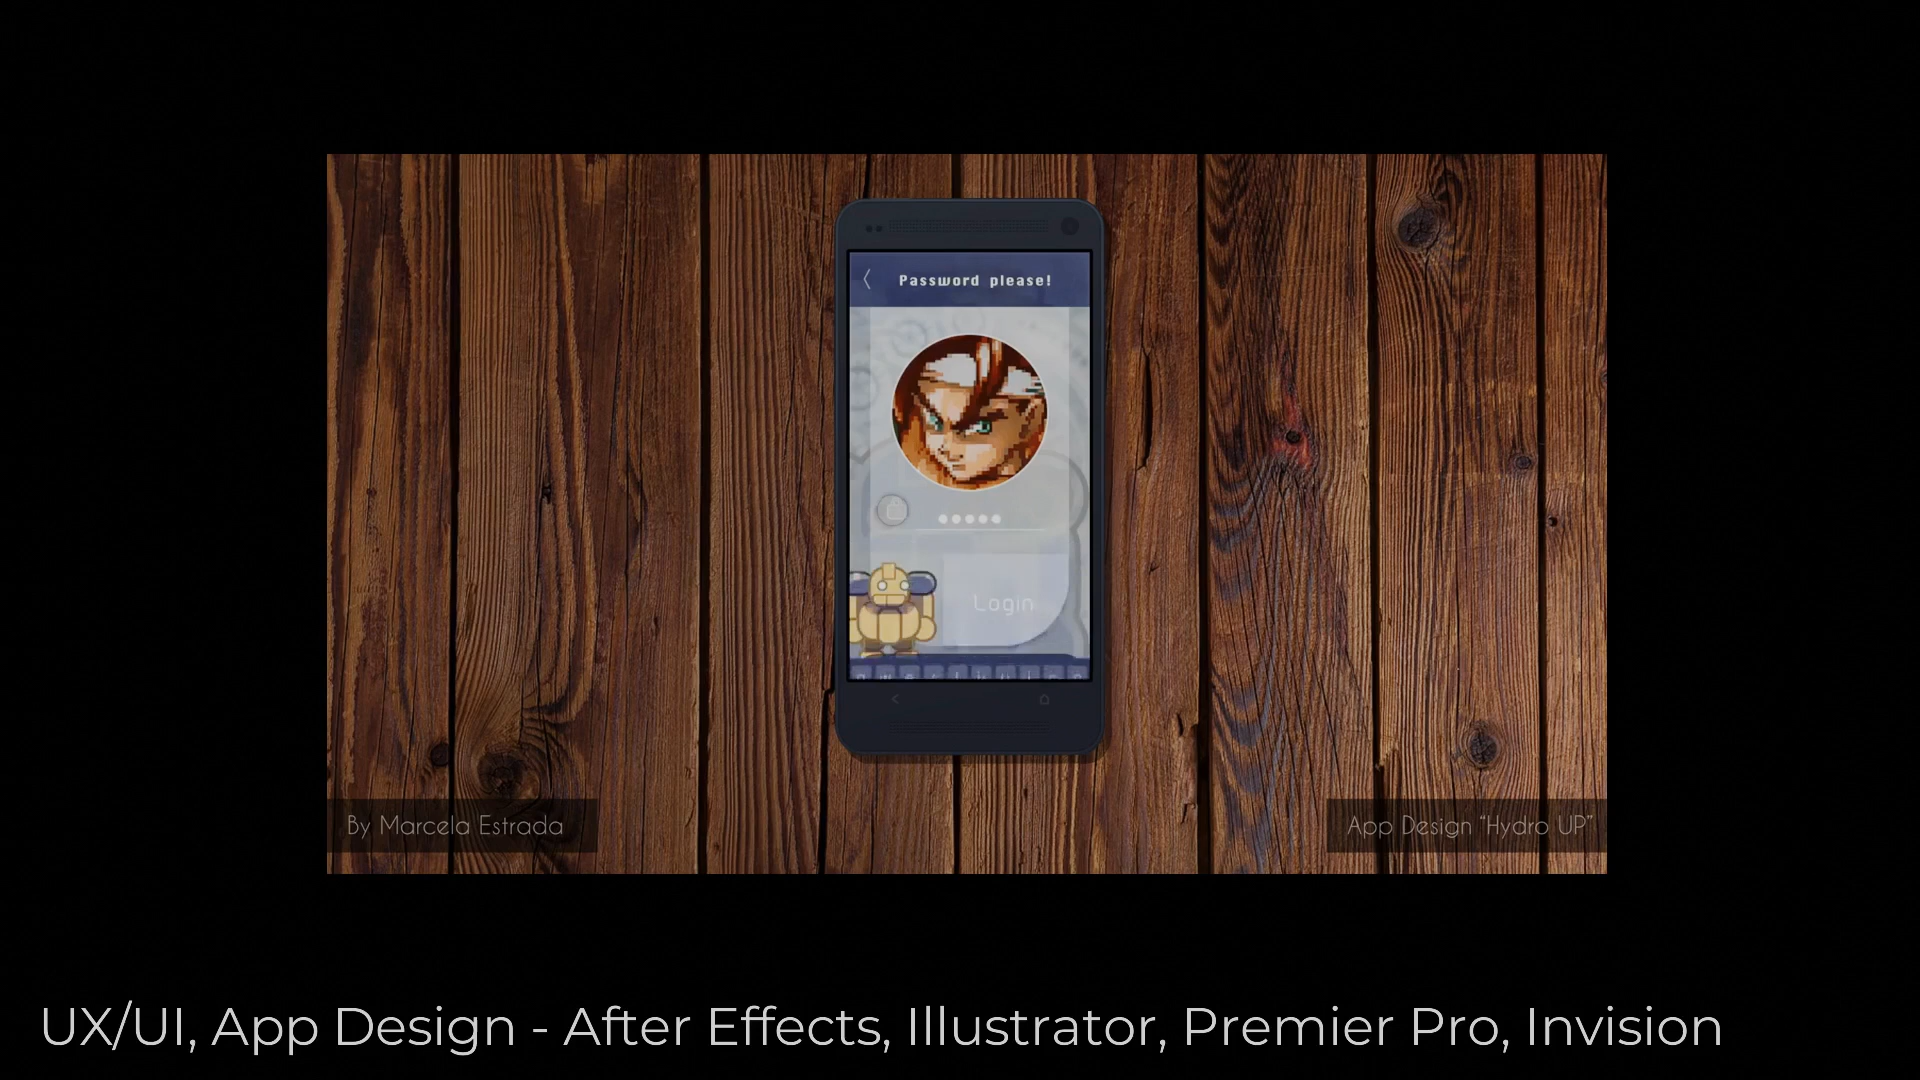 Password please!
Login
By Marcela Estrada
App Design “Hydro UP”
UX/UI, App Design - After Effects, Illustrator, Premier Pro, Invision